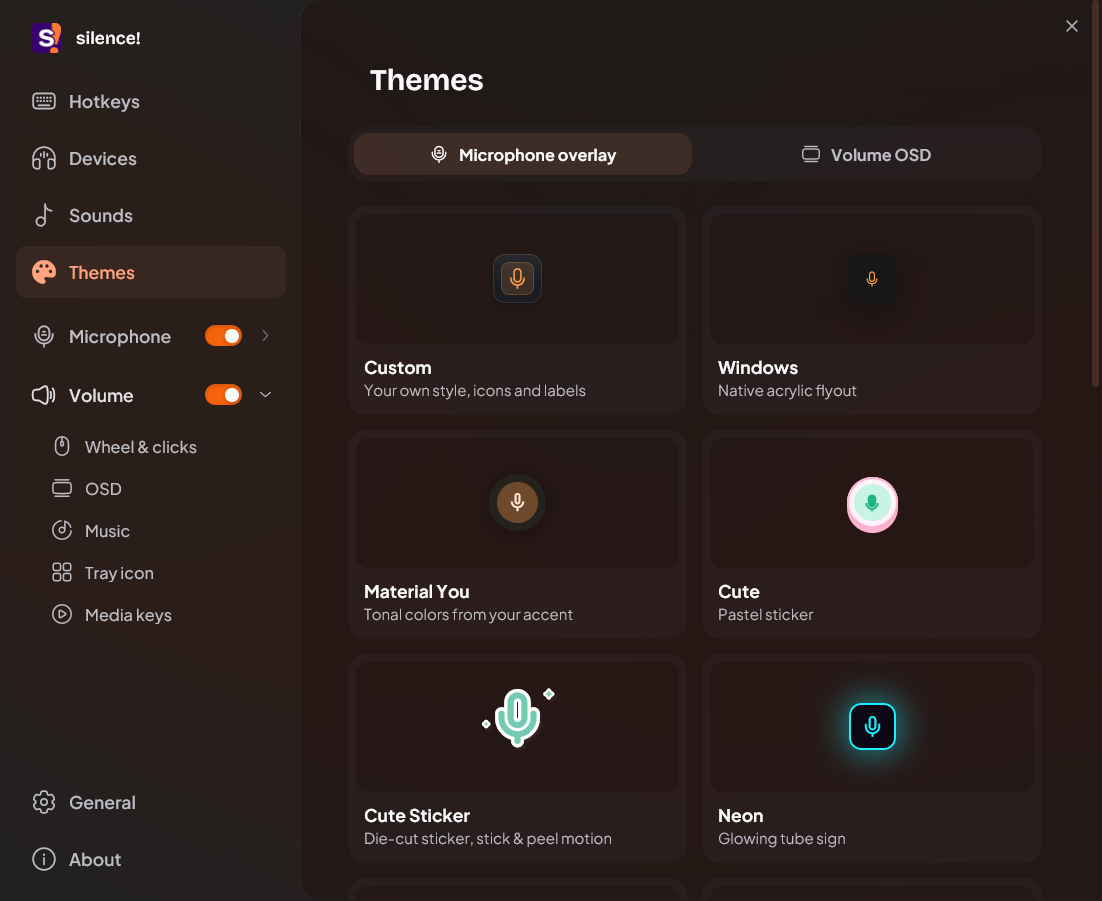 silence!
Hotkeys
Devices
Sounds
Themes
Microphone
Volume
Wheel & clicks
OSD
Music
Tray icon
Media keys
General
About
Themes
Microphone overlay
Volume OSD
Custom
Your own style, icons and labels
Windows
Native acrylic flyout
Material You
Tonal colors from your accent
Cute
Pastel sticker
Cute Sticker
Die-cut sticker, stick & peel motion
Neon
Glowing tube sign